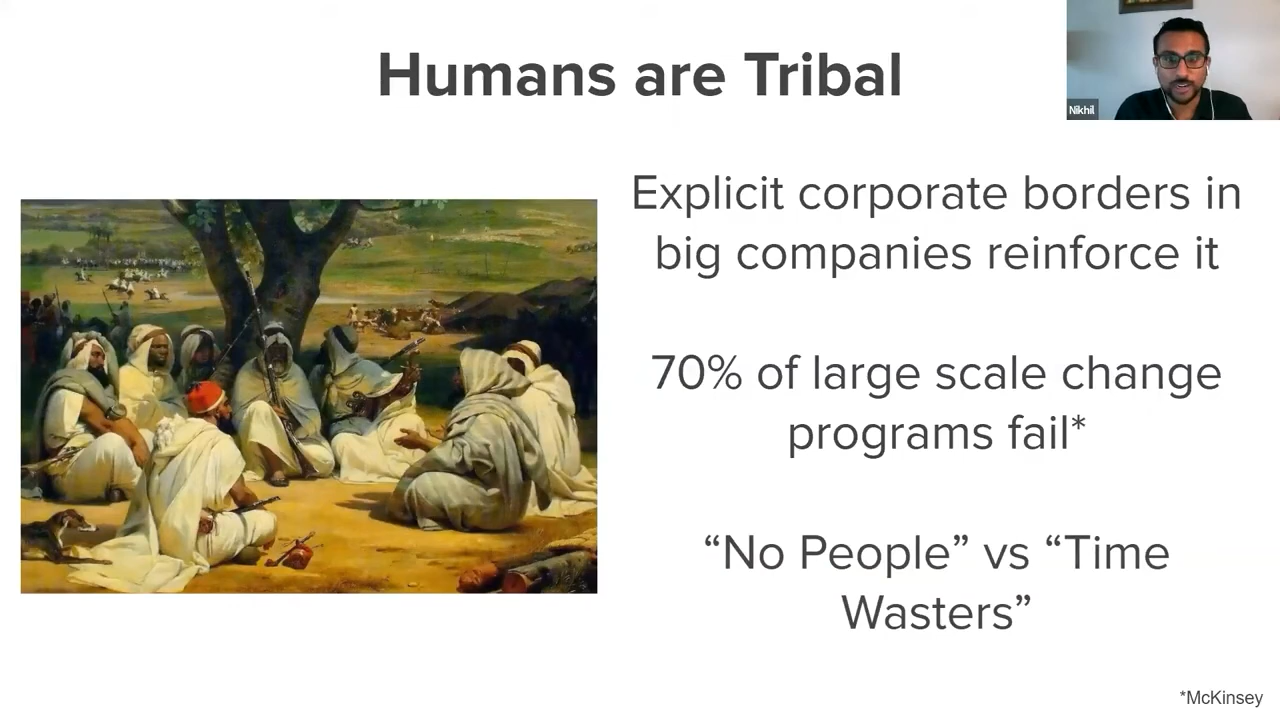 Humans are Tribal
Nikhil
Explicit corporate borders in
big companies reinforce it
70% of large scale change
programs fail*
“No People” vs “Time
Wasters”
*McKinsey